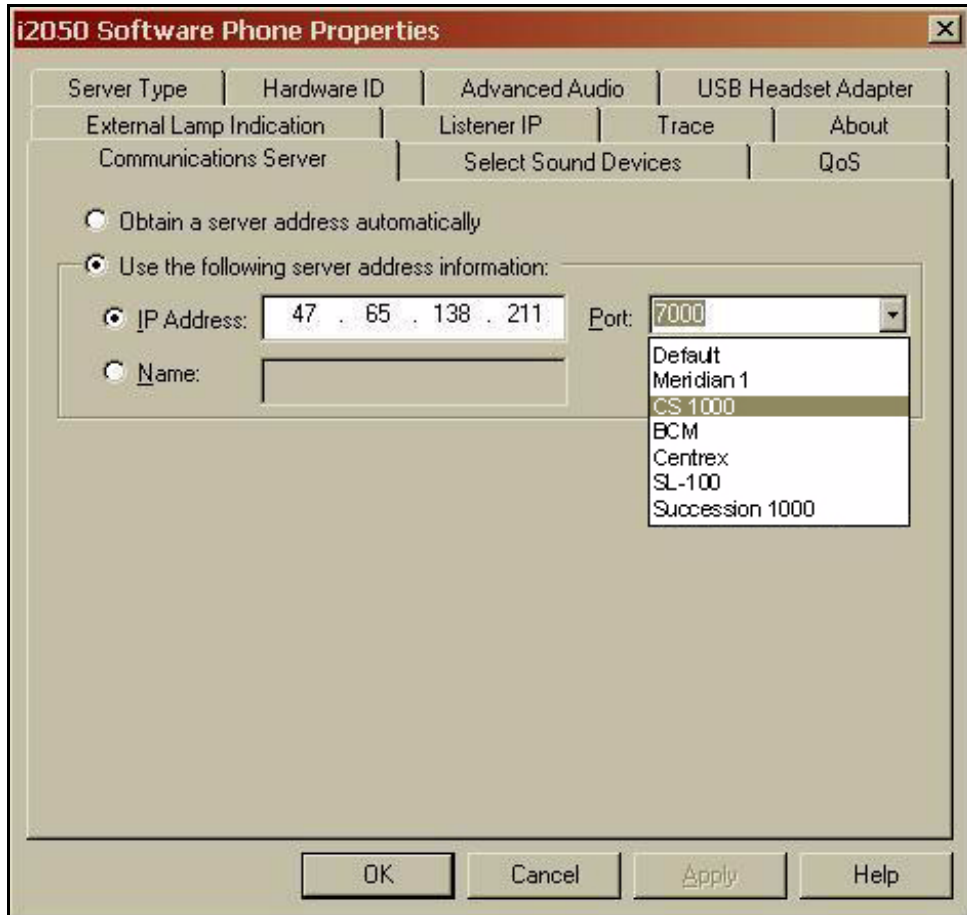 i2050 Software Phone Properties
Server Type Hardware ID Advanced Audio USB Headset Adapter
External Lamp Indication Listener IP Trace About
Communications Server Select Sound Devices QoS
Obtain a server address automatically
Use the following server address information:
IP Address: 47 . 65 . 138 . 211 Port: 7000
Default
Meridian 1
Name:
CS 1000
BCM
Centrex
SL-100
Succession 1000
OK Cancel Apply Help